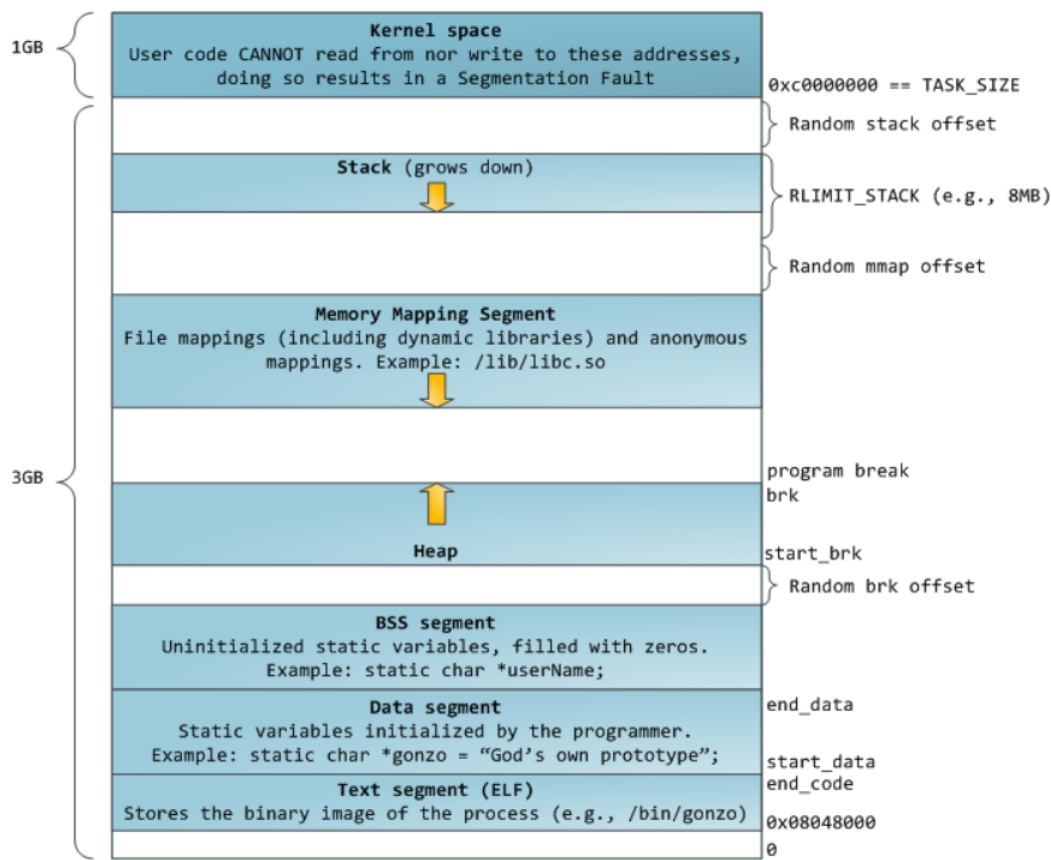 Kernel space
1GB
User code CANNOT read from nor write to these addresses,
doing so results in a Segmentation Fault
0xc0000000 == TASK_SIZE
Random stack offset
Stack (grows down)
RLIMIT_STACK (e.g., 8MB)
Random mmap offset
Memory Mapping Segment
File mappings (including dynamic libraries) and anonymous
mappings. Example: /lib/libc.so
3GB
program break
brk
Heap
start_brk
Random brk offset
BSS segment
Uninitialized static variables, filled with zeros.
Example: static char *userName;
end_data
Data segment
Static variables initialized by the programmer.
Example: static char *gonzo = “God’s own prototype”;
start_data
end_code
Text segment (ELF)
Stores the binary image of the process (e.g., /bin/gonzo)
0x08048000
0